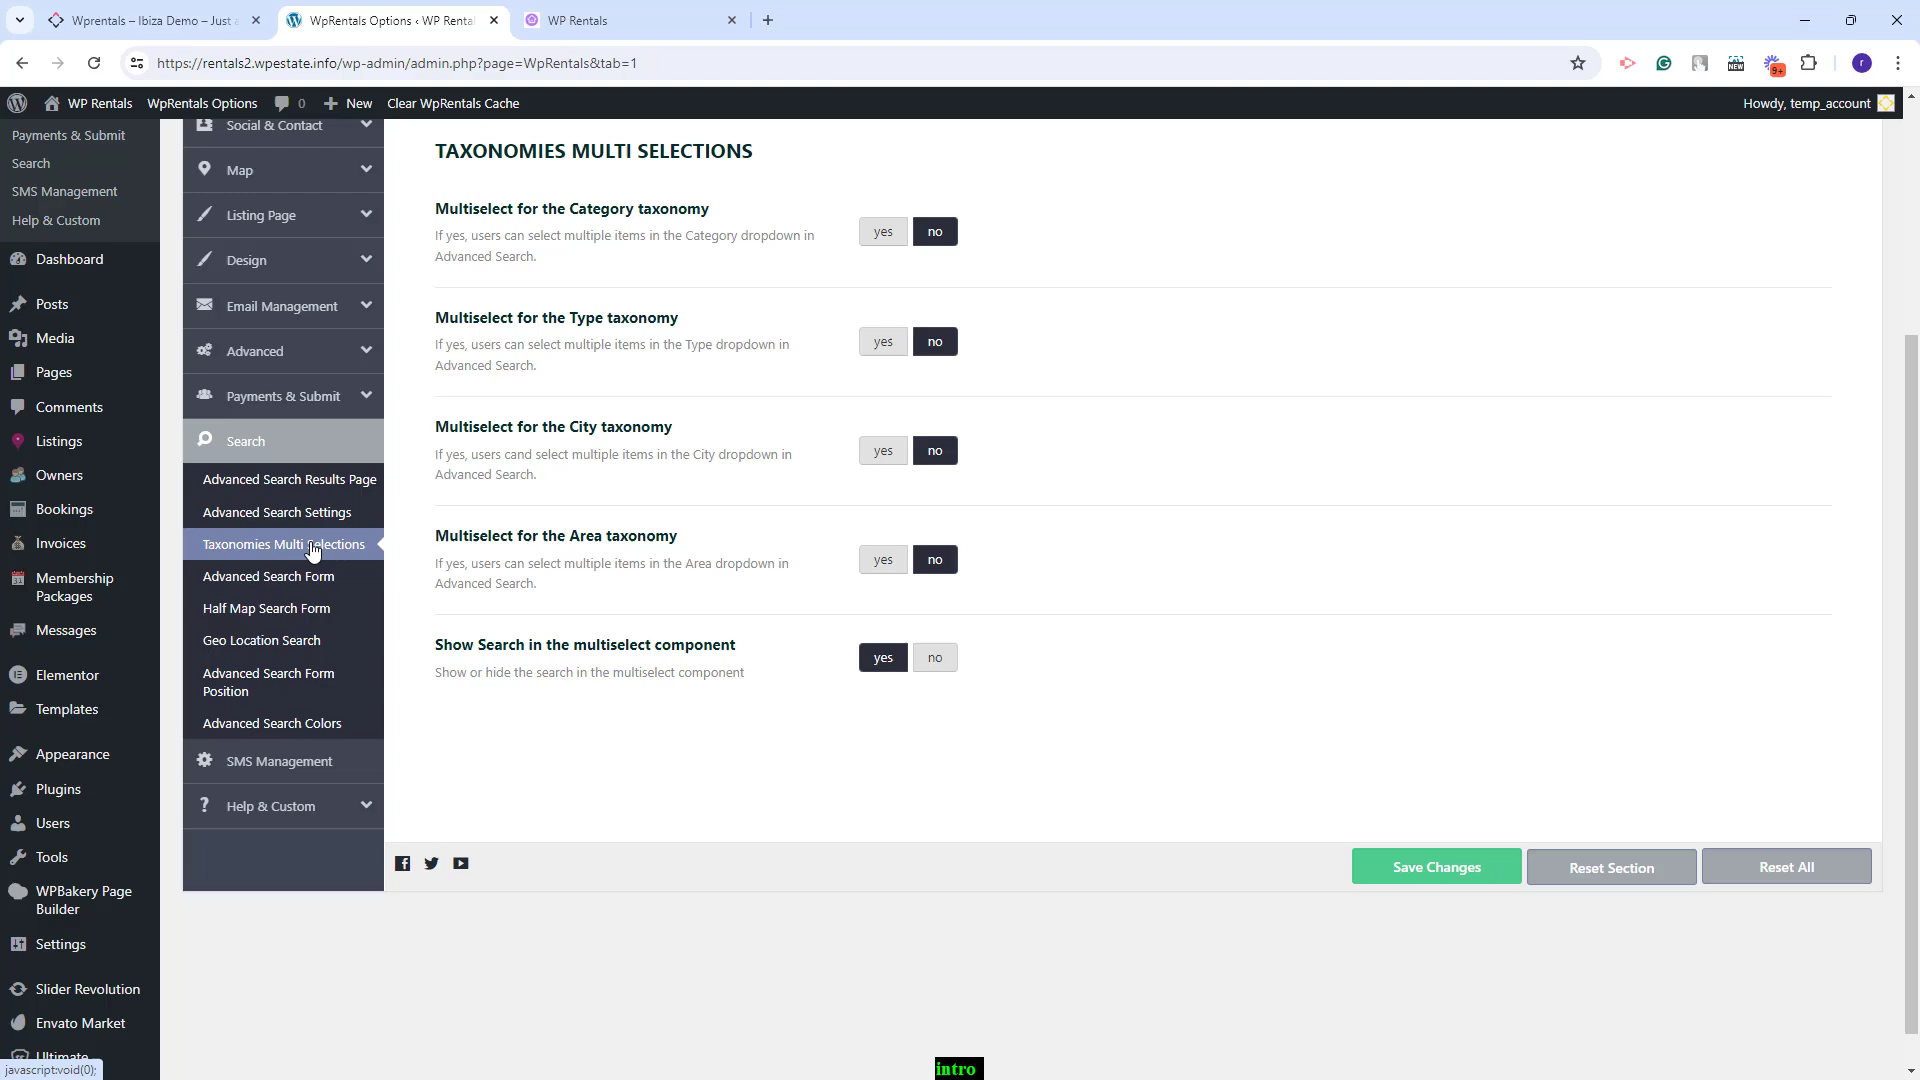 Wprentals – Ibiza Demo – Just a
WpRentals Options ‹ WP Renta
WP Rentals
https://rentals2.wpestate.info/wp-admin/admin.php?page=WpRentals&tab=1
NEW
9+
r
WP Rentals
WpRentals Options
0
New
Clear WpRentals Cache
Howdy, temp_account
Payments & Submit
Search
SMS Management
Help & Custom
Dashboard
Posts
Media
Pages
Comments
Listings
Owners
Bookings
Invoices
Membership
Packages
Messages
Elementor
Templates
Appearance
Plugins
Users
Tools
WPBakery Page
Builder
Settings
Slider Revolution
Envato Market
Ultimate
javascript:void(0);
Social & Contact
Map
Listing Page
Design
Email Management
Advanced
Payments & Submit
Search
Advanced Search Results Page
Advanced Search Settings
Taxonomies Multi Selections
Advanced Search Form
Half Map Search Form
Geo Location Search
Advanced Search Form
Position
Advanced Search Colors
SMS Management
Help & Custom
TAXONOMIES MULTI SELECTIONS
Multiselect for the Category taxonomy
If yes, users can select multiple items in the Category dropdown in
Advanced Search.
yes no
Multiselect for the Type taxonomy
If yes, users can select multiple items in the Type dropdown in
Advanced Search.
yes no
Multiselect for the City taxonomy
If yes, users cand select multiple items in the City dropdown in
Advanced Search.
yes no
Multiselect for the Area taxonomy
If yes, users can select multiple items in the Area dropdown in
Advanced Search.
yes no
Show Search in the multiselect component
Show or hide the search in the multiselect component
yes no
Save Changes
Reset Section
Reset All
intro